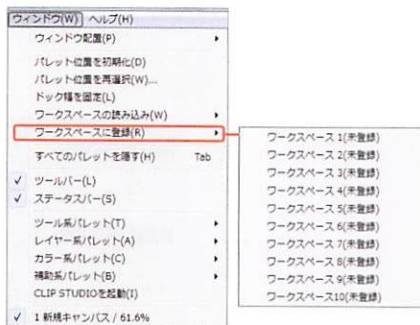 ウィンドウ(W) ヘルプ(H)
ウィンドウ配置(P)
パレット位置を初期化(D)
パレット位置を再選択(W)...
ドック幅を固定(L)
ワークスペースの読み込み(W)
ワークスペースに登録(R)
すべてのパレットを隠す(H) Tab
ツールバー(L)
ステータスバー(S)
ツール系パレット(T)
レイヤー系パレット(A)
カラー系パレット(C)
補助系パレット(B)
CLIP STUDIOを起動(I)
1 新規キャンバス / 61.6%
ワークスペース 1(未登録)
ワークスペース 2(未登録)
ワークスペース 3(未登録)
ワークスペース 4(未登録)
ワークスペース 5(未登録)
ワークスペース 6(未登録)
ワークスペース 7(未登録)
ワークスペース 8(未登録)
ワークスペース 9(未登録)
ワークスペース10(未登録)